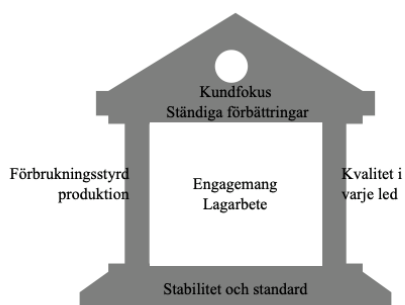 Kundfokus
Ständiga förbättringar
Förbrukningsstyrd
produktion
Engagemang
Lagarbete
Kvalitet i
varje led
Stabilitet och standard